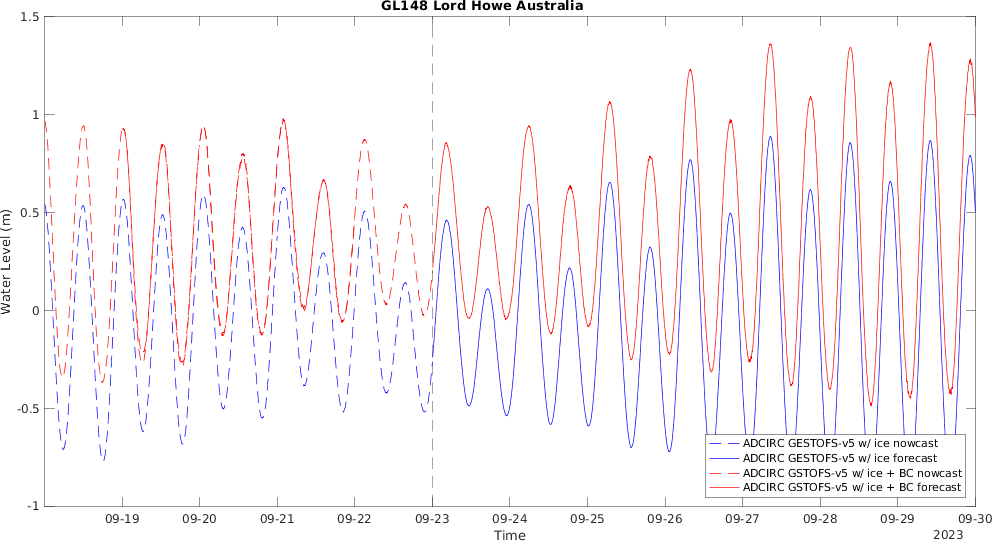 GL148 Lord Howe Australia
1.5
1
0.5
0
-0.5
-1
Water Level (m)
ADCIRC GESTOFS-v5 w/ ice nowcast
ADCIRC GESTOFS-v5 w/ ice forecast
ADCIRC GSTOFS-v5 w/ ice + BC nowcast
ADCIRC GSTOFS-v5 w/ ice + BC forecast
09-19 09-20 09-21 09-22 09-23 09-24 09-25 09-26 09-27 09-28 09-29 09-30
Time
2023